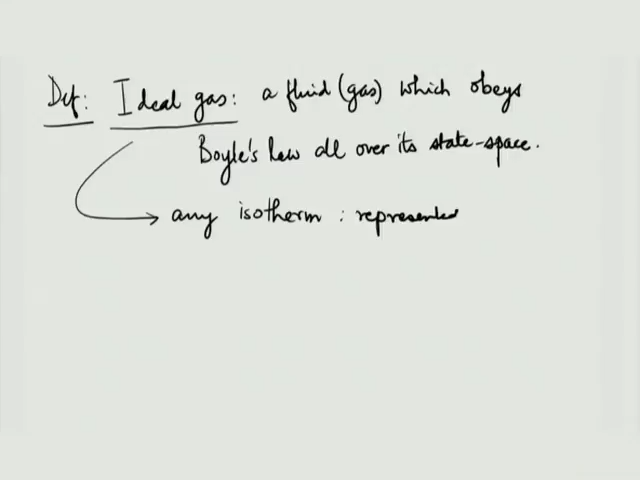 Def: Ideal gas: a fluid (gas) which obeys
Boyle's Law all over its state-space.
any isotherm : represented